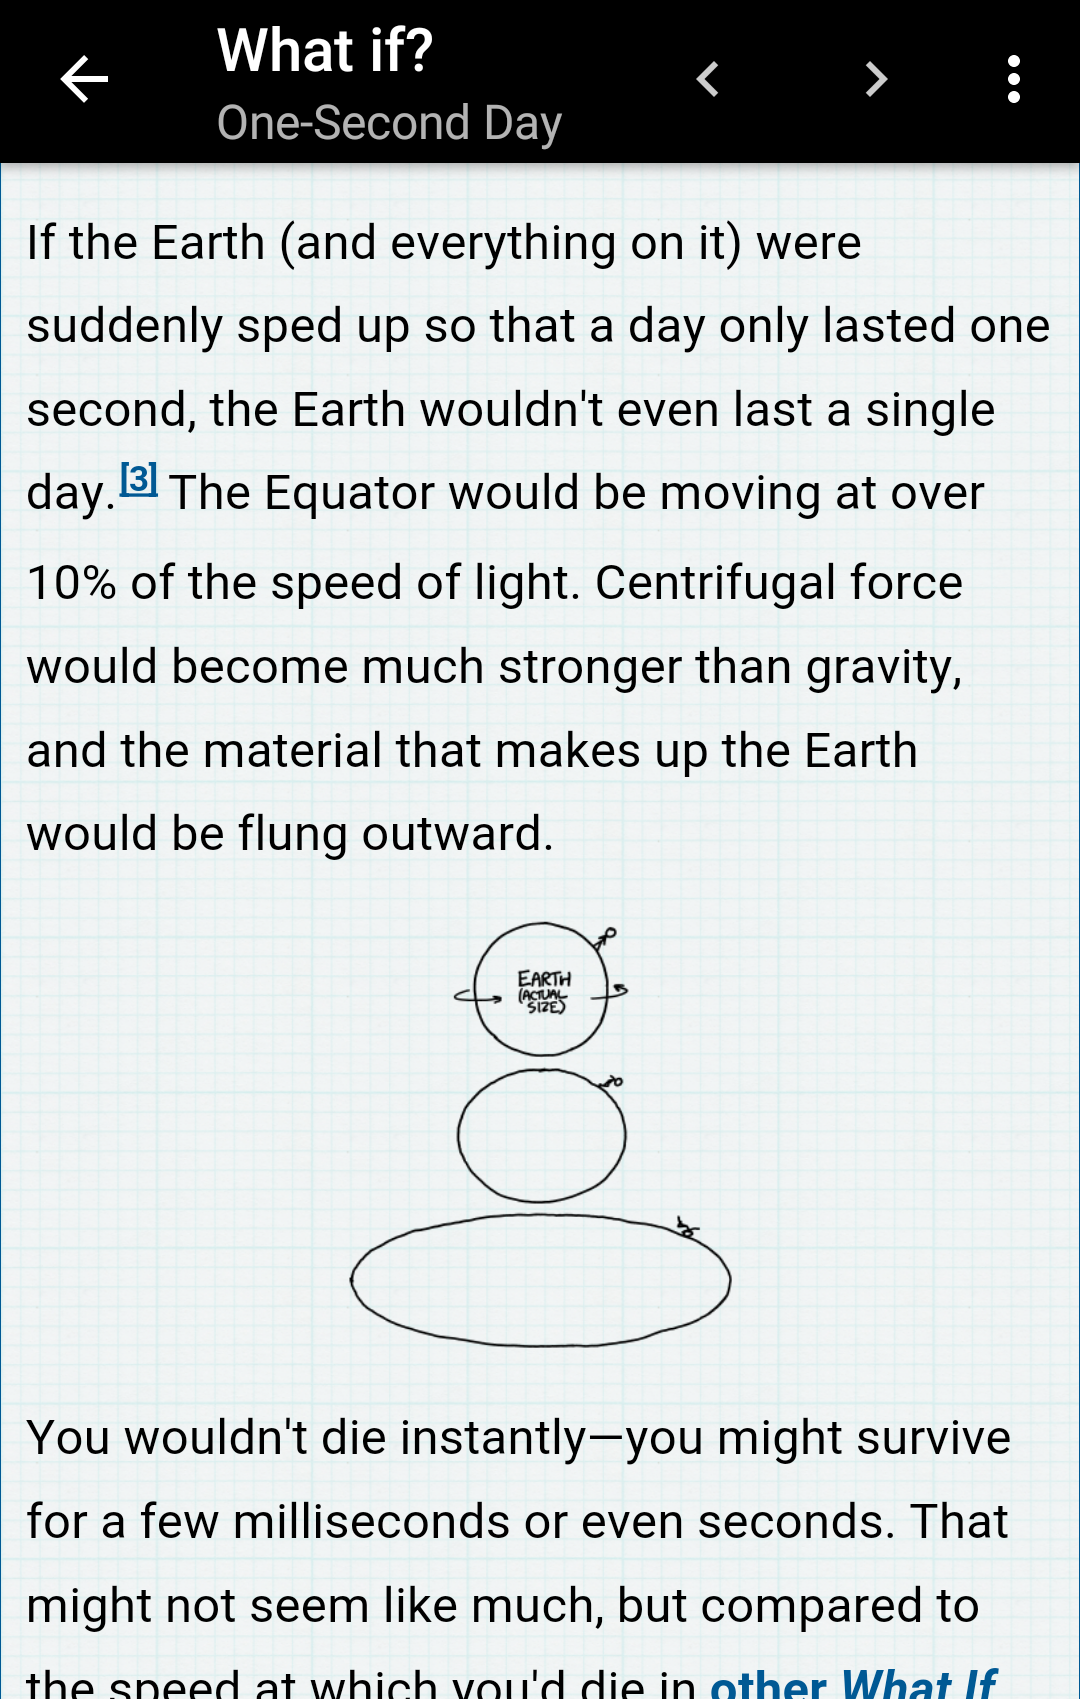 What if?
One-Second Day
If the Earth (and everything on it) were
suddenly sped up so that a day only lasted one
second, the Earth wouldn't even last a single
day.[3] The Equator would be moving at over
10% of the speed of light. Centrifugal force
would become much stronger than gravity,
and the material that makes up the Earth
would be flung outward.
EARTH
(ACTUAL
SIZE)
You wouldn't die instantly—you might survive
for a few milliseconds or even seconds. That
might not seem like much, but compared to
the speed at which you'd die in other What If